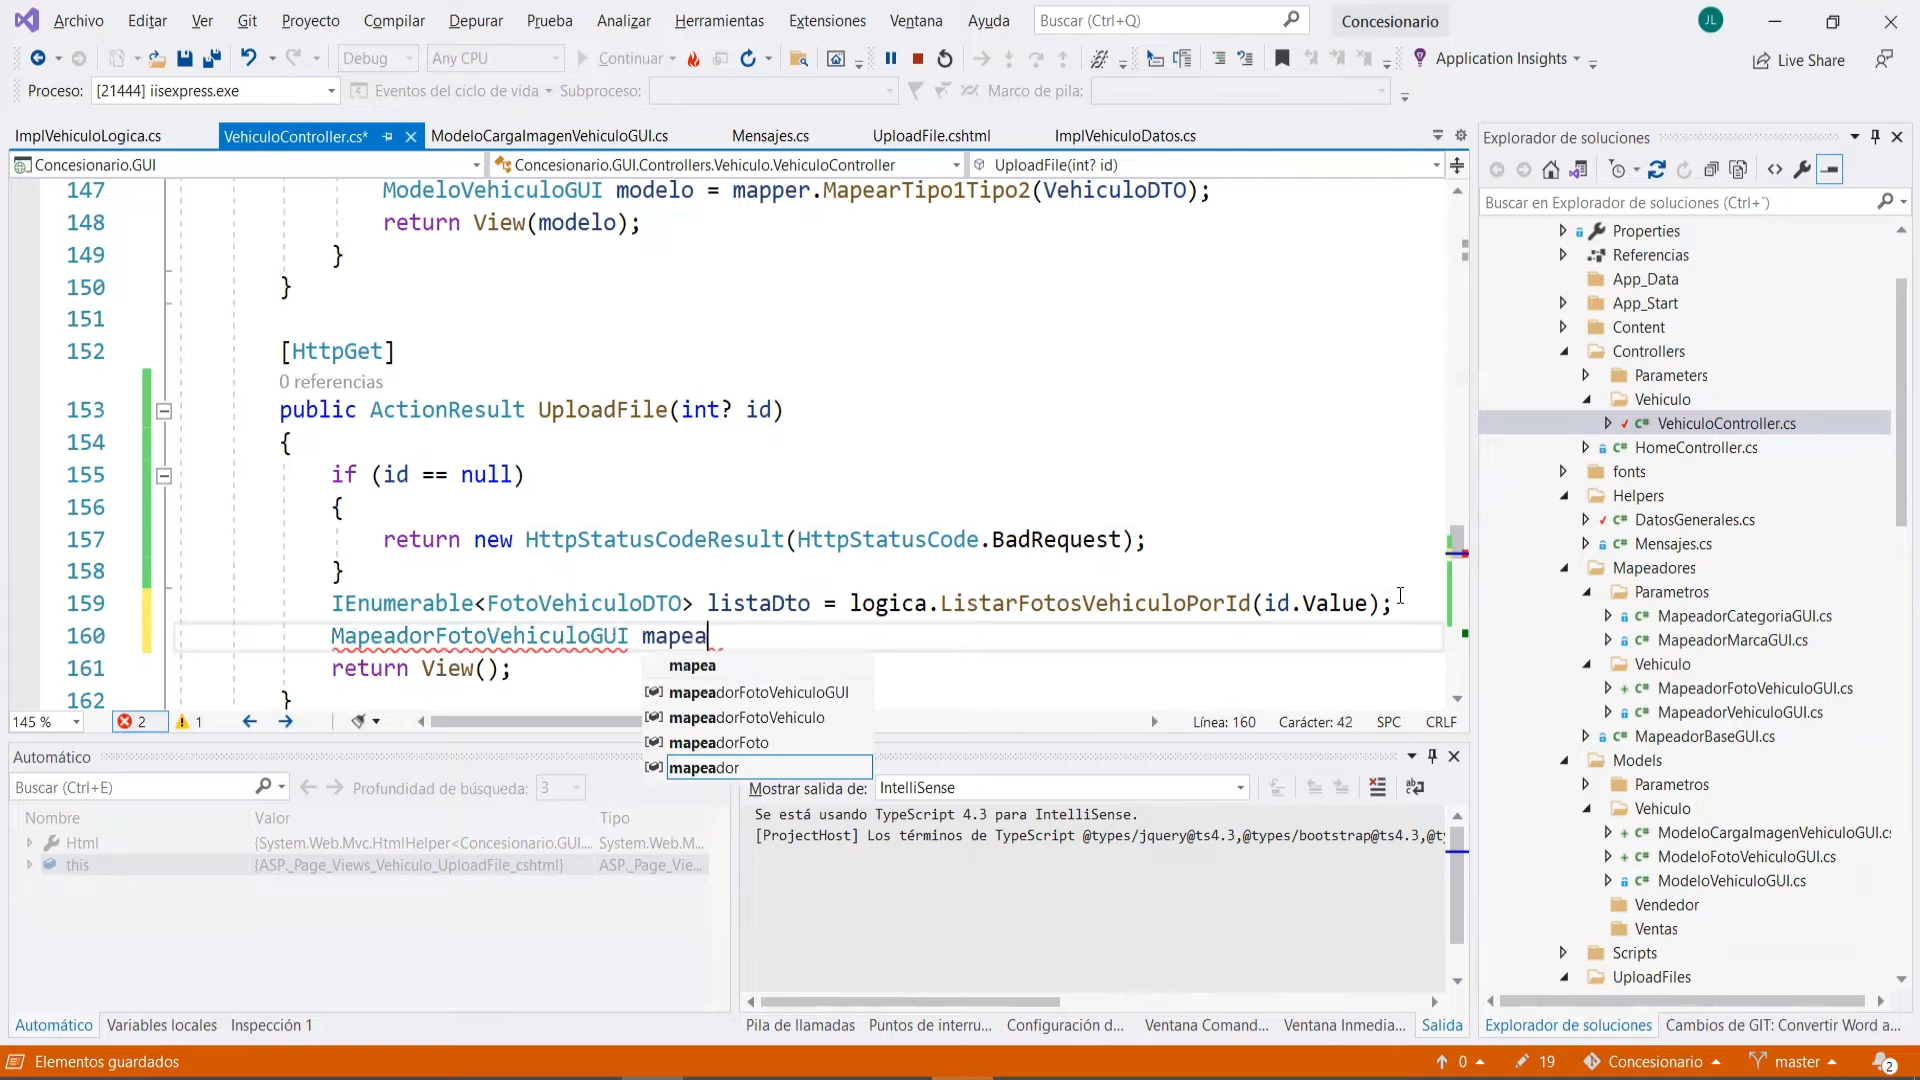 Archivo Editar Ver Git Proyecto Compilar Depurar Prueba Analizar Herramientas Extensiones Ventana Ayuda Buscar (Ctrl+Q) Concesionario JL
Debug Any CPU Continuar Application Insights Live Share
Proceso: [21444] iisexpress.exe Eventos del ciclo de vida Subproceso: Marco de pila:
ImplVehiculoLogica.cs VehiculoController.cs* ModeloCargaImagenVehiculoGUI.cs Mensajes.cs UploadFile.cshtml ImplVehiculoDatos.cs
Concesionario.GUI Concesionario.GUI.Controllers.Vehiculo.VehiculoController UploadFile(int? id)
147 ModeloVehiculoGUI modelo = mapper.MapearTipo1Tipo2(VehiculoDTO);
148 return View(modelo);
149 }
150 }
151
152 [HttpGet]
0 referencias
153 public ActionResult UploadFile(int? id)
154 {
155 if (id == null)
156 {
157 return new HttpStatusCodeResult(HttpStatusCode.BadRequest);
158 }
159 IEnumerable<FotoVehiculoDTO> listaDto = logica.ListarFotosVehiculoPorId(id.Value);
160 MapeadorFotoVehiculoGUI mapea
161 return View();
162 }
mapea
mapeadorFotoVehiculoGUI
mapeadorFotoVehiculo
mapeadorFoto
mapeador
145 % 2 1 Línea: 160 Carácter: 42 SPC CRLF
Automático
Buscar (Ctrl+E) Profundidad de búsqueda: 3
Nombre Valor Tipo
Html {System.Web.Mvc.HtmlHelper<Concesionario.GUI.... System.Web.M...
this {ASP._Page_Views_Vehiculo_UploadFile_cshtml} ASP._Page_Vie...
Automático Variables locales Inspección 1
Mostrar salida de: IntelliSense
Se está usando TypeScript 4.3 para IntelliSense.
[ProjectHost] Los términos de TypeScript @types/jquery@ts4.3,@types/bootstrap@ts4.3,@ty
Pila de llamadas Puntos de interru... Configuración d... Ventana Comand... Ventana Inmedia... Salida
Explorador de soluciones
Buscar en Explorador de soluciones (Ctrl+`)
Properties
Referencias
App_Data
App_Start
Content
Controllers
Parameters
Vehiculo
VehiculoController.cs
HomeController.cs
fonts
Helpers
DatosGenerales.cs
Mensajes.cs
Mapeadores
Parametros
MapeadorCategoriaGUI.cs
MapeadorMarcaGUI.cs
Vehiculo
MapeadorFotoVehiculoGUI.cs
MapeadorVehiculoGUI.cs
MapeadorBaseGUI.cs
Models
Parametros
Vehiculo
ModeloCargaImagenVehiculoGUI.cs
ModeloFotoVehiculoGUI.cs
ModeloVehiculoGUI.cs
Vendedor
Ventas
Scripts
UploadFiles
Explorador de soluciones Cambios de GIT: Convertir Word a...
Elementos guardados 0 19 Concesionario master 2